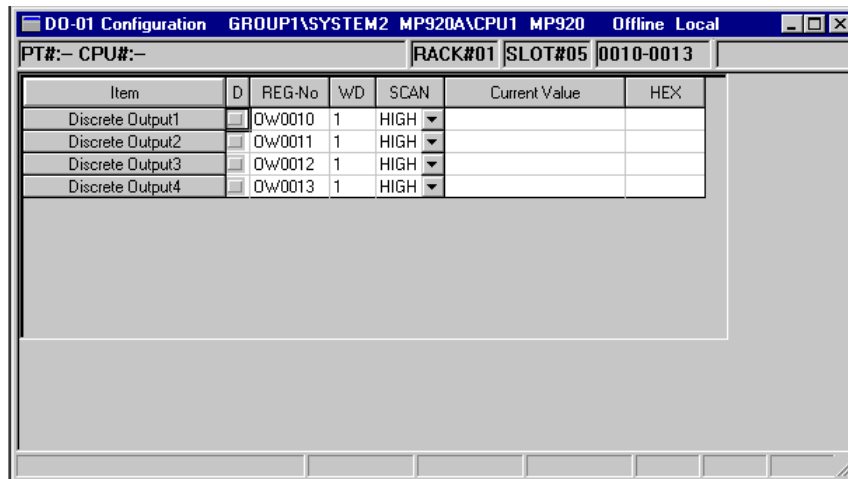 DO-01 Configuration GROUP1\SYSTEM2 MP920A\CPU1 MP920 Offline Local
PT#:– CPU#:– RACK#01 SLOT#05 0010-0013
Item D REG-No WD SCAN Current Value HEX
Discrete Output1 OW0010 1 HIGH
Discrete Output2 OW0011 1 HIGH
Discrete Output3 OW0012 1 HIGH
Discrete Output4 OW0013 1 HIGH